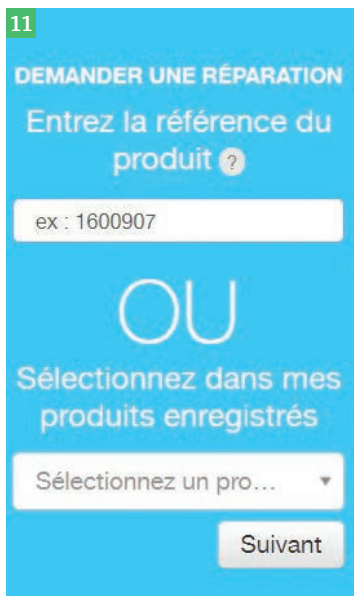 11
DEMANDER UNE RÉPARATION
Entrez la référence du
produit ?
ex : 1600907
OU
Sélectionnez dans mes
produits enregistrés
Sélectionnez un pro...
Suivant